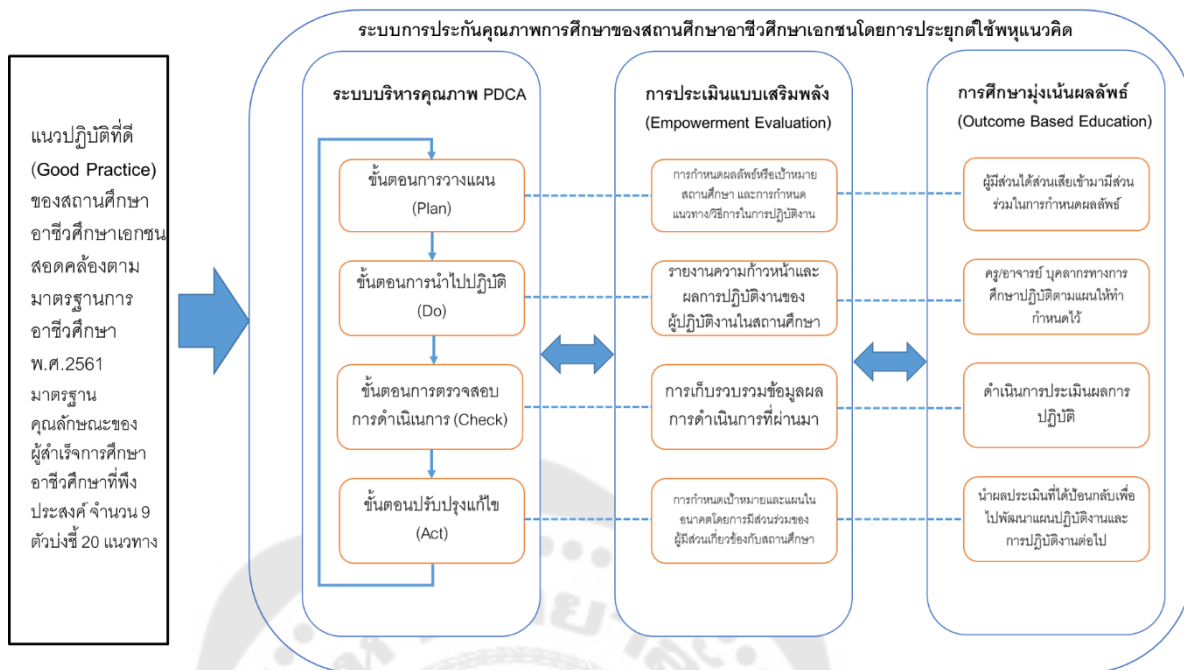 ระบบการประกันคุณภาพการศึกษาของสถานศึกษาอาชีวศึกษาเอกชนโดยการประยุกต์ใช้พหุแนวคิด
แนวปฏิบัติที่ดี
(Good Practice)
ของสถานศึกษา
อาชีวศึกษาเอกชน
สอดคล้องตาม
มาตรฐานการ
อาชีวศึกษา
พ.ศ.2561
มาตรฐาน
คุณลักษณะของ
ผู้สำเร็จการศึกษา
อาชีวศึกษาที่พึง
ประสงค์ จำนวน 9
ตัวบ่งชี้ 20 แนวทาง
ระบบบริหารคุณภาพ PDCA
ขั้นตอนการวางแผน
(Plan)
ขั้นตอนการนำไปปฏิบัติ
(Do)
ขั้นตอนการตรวจสอบ
การดำเนิเนการ (Check)
ขั้นตอนปรับปรุงแก้ไข
(Act)
การประเมินแบบเสริมพลัง
(Empowerment Evaluation)
การกำหนดผลลัพธ์หรือเป้าหมาย
สถานศึกษา และการกำหนด
แนวทาง/วิธีการในการปฏิบัติงาน
รายงานความก้าวหน้าและ
ผลการปฏิบัติงานของ
ผู้ปฏิบัติงานในสถานศึกษา
การเก็บรวบรวมข้อมูลผล
การดำเนินการที่ผ่านมา
การกำหนดเป้าหมายและแผนใน
อนาคตโดยการมีส่วนร่วมของ
ผู้มีส่วนเกี่ยวข้องกับสถานศึกษา
การศึกษามุ่งเน้นผลลัพธ์
(Outcome Based Education)
ผู้มีส่วนได้ส่วนเสียเข้ามามีส่วน
ร่วมในการกำหนดผลลัพธ์
ครู/อาจารย์ บุคลากรทางการ
ศึกษาปฏิบัติตามแผนให้ทำ
กำหนดไว้
ดำเนินการประเมินผลการ
ปฏิบัติ
นำผลประเมินที่ได้ป้อนกลับเพื่อ
ไปพัฒนาแผนปฏิบัติงานและ
การปฏิบัติงานต่อไป